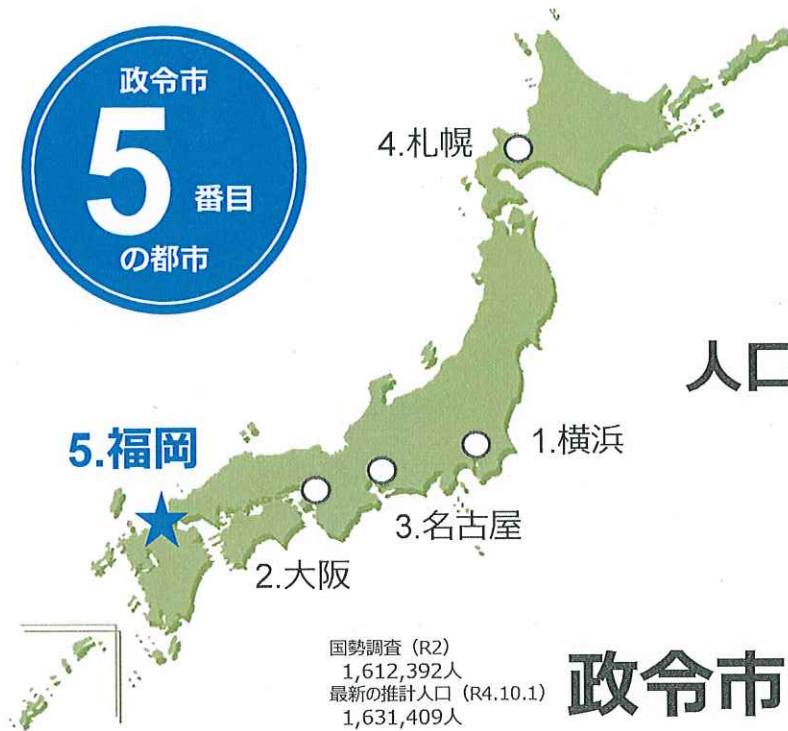 政令市
5番目
の都市
4.札幌
人口
5.福岡
1.横浜
3.名古屋
2.大阪
国勢調査（R2）
1,612,392人
最新の推計人口（R4.10.1）
1,631,409人
政令市